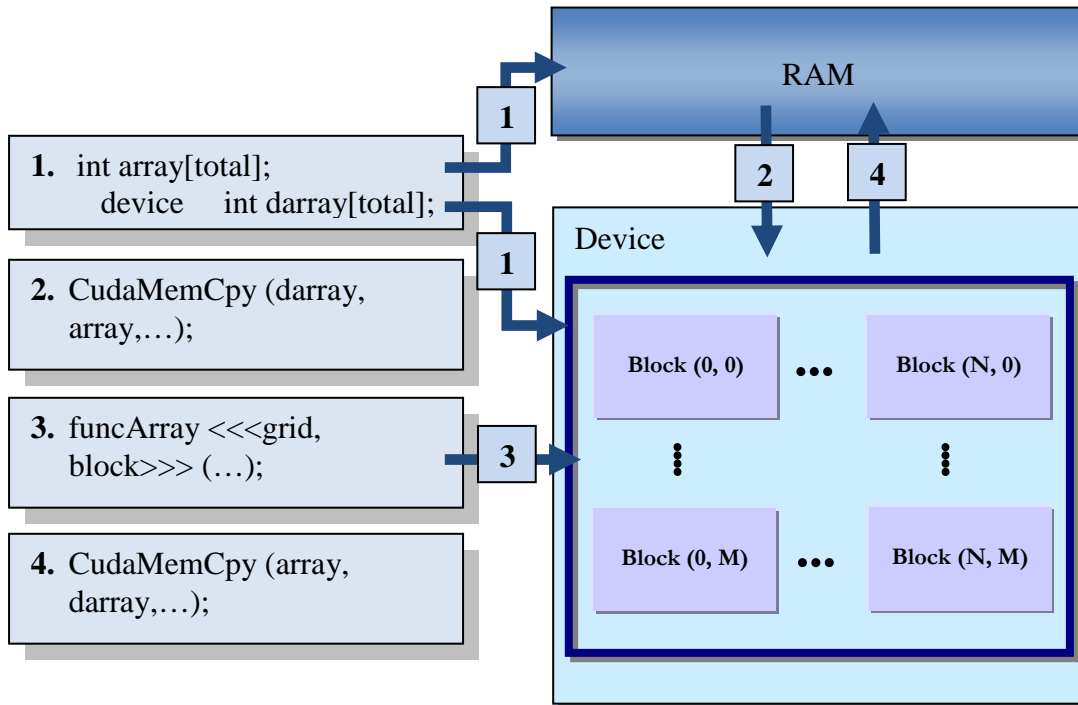 RAM
1
1. int array[total];
device int darray[total];
2
4
1
Device
2. CudaMemCpy (darray,
array,…);
Block (0, 0)
Block (N, 0)
3. funcArray <<<grid,
block>>> (…);
3
4. CudaMemCpy (array,
darray,…);
Block (0, M)
Block (N, M)